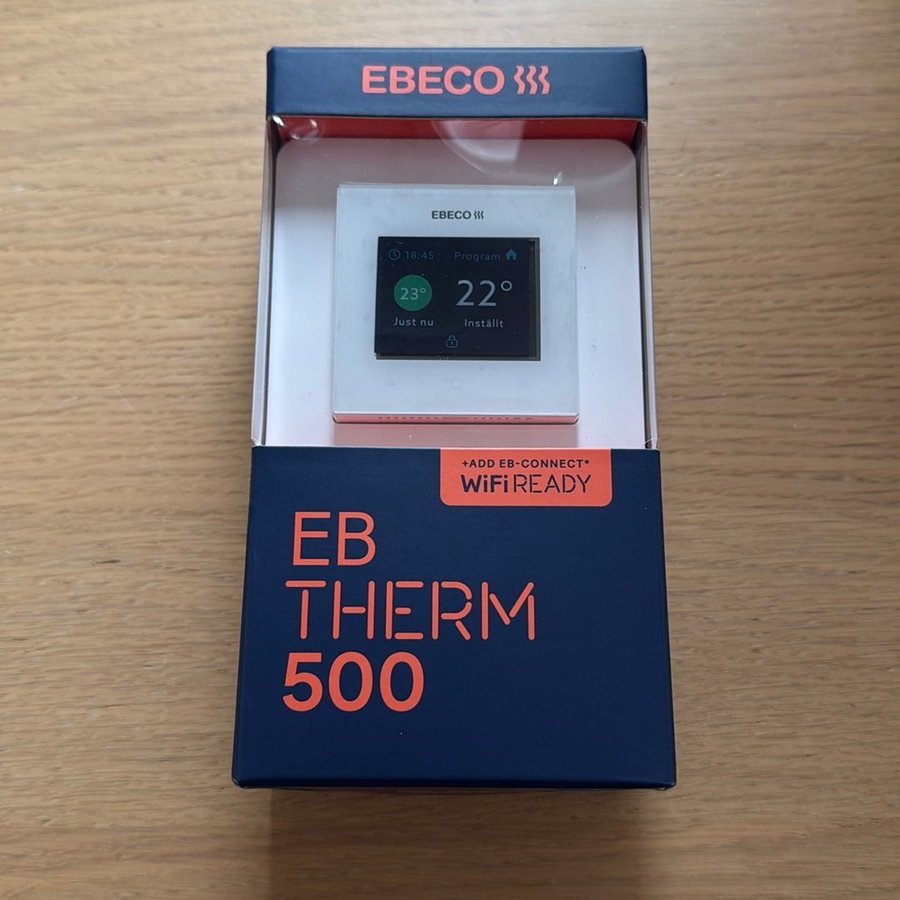 EBECO
EBECO
18:45 Program
23° 22°
Just nu Inställt
+ADD EB-CONNECT*
WiFi READY
EB
THERM
500